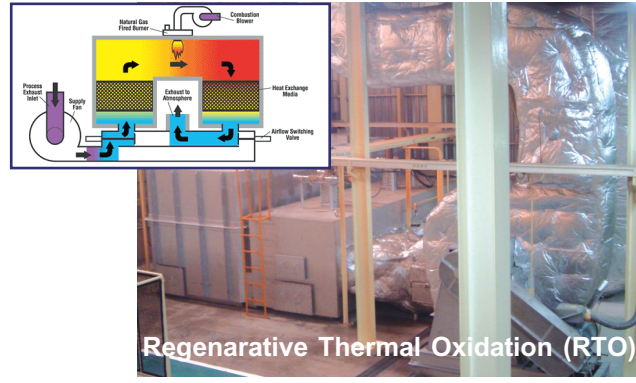 Natural Gas
Fired Burner
Combustion
Blower
Process
Exhaust
Inlet
Supply
Fan
Exhaust to
Atmosphere
Heat Exchange
Media
Airflow Switching
Valve
Regenarative Thermal Oxidation (RTO)